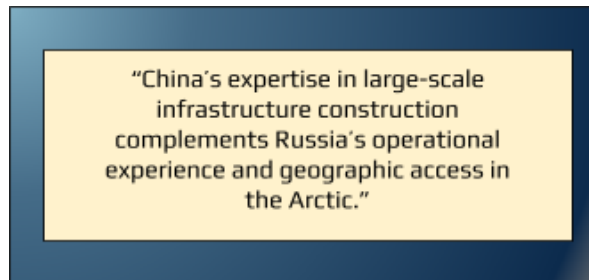 “China’s expertise in large-scale
infrastructure construction
complements Russia’s operational
experience and geographic access in
the Arctic.”